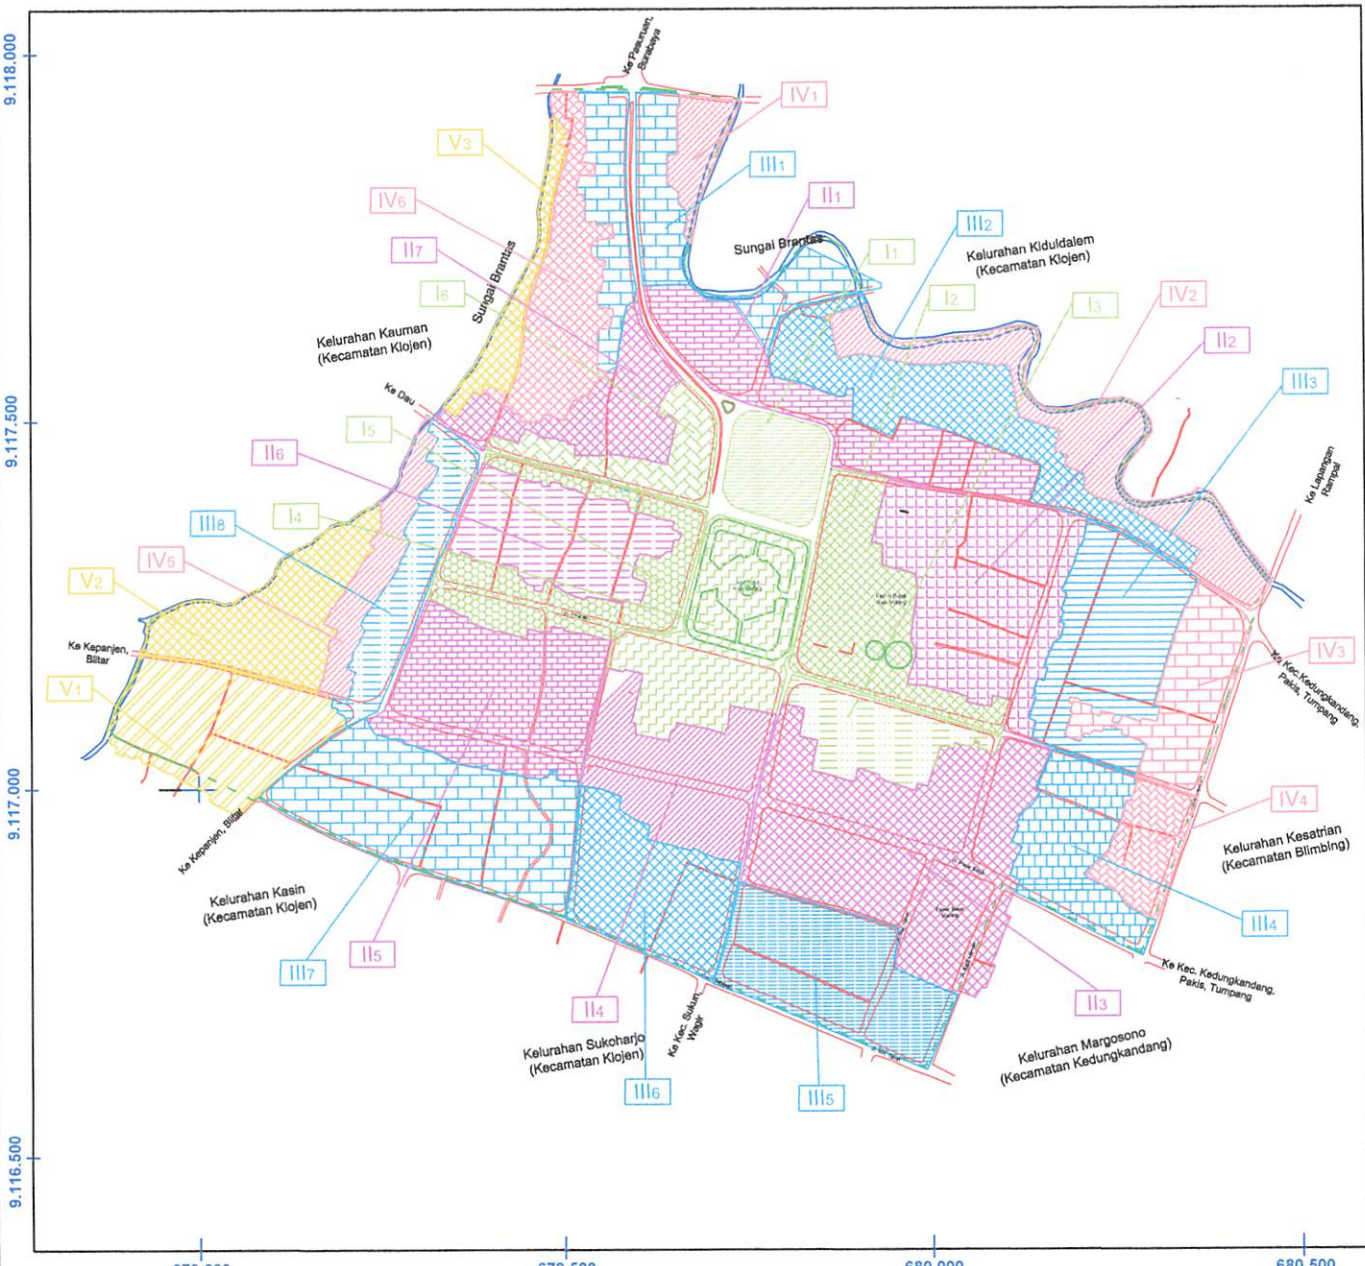 9.118.000
Ke Pasuruan,
Surabaya
IV1
V3
III1
IV6
II1
II7
Sungai Brantas
III2
I1
Kelurahan Kiduldalem
(Kecamatan Klojen)
I6
Sungai Brantas
I2
I3
IV2
Kelurahan Kauman
(Kecamatan Klojen)
II2
III3
Ke Dau
9.117.500
I5
II6
Ke Lapangan
Rampal
I4
III8
IV5
V2
Ke Kepanjen,
Blitar
IV3
Ke Kec. Kedungkandang,
Pakis, Tumpang
V1
9.117.000
IV4
Ke Kepanjen, Blitar
Kelurahan Kesatrian
(Kecamatan Blimbing)
Kelurahan Kasin
(Kecamatan Klojen)
III4
II5
III7
Ke Kec. Kedungkandang,
Pakis, Tumpang
II4
II3
Ke Kec. Sukun,
Wagir
Kelurahan Sukoharjo
(Kecamatan Klojen)
Kelurahan Margosono
(Kecamatan Kedungkandang)
III6
III5
9.116.500
680.000
680.500